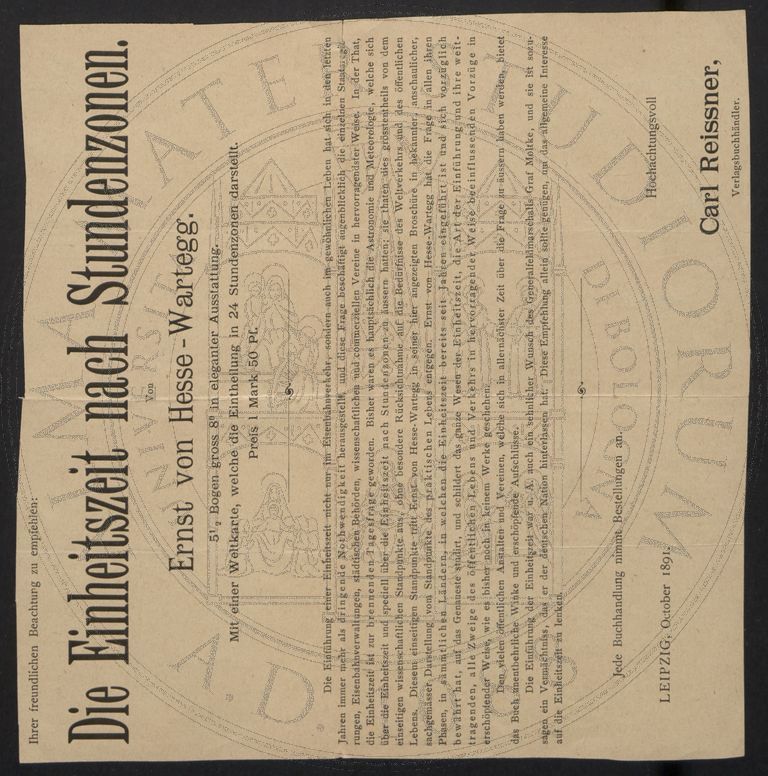 Ihrer freundlichen Beachtung zu empfehlen:
Die Einheitszeit nach Stundenzonen.
Von
Ernst von Hesse-Wartegg.
5½ Bogen gross 8° in eleganter Ausstattung.
Mit einer Weltkarte, welche die Eintheilung in 24 Stundenzonen darstellt.
Preis 1 Mark 50 Pf.
Die Einführung einer Einheitszeit nicht nur im Eisenbahnverkehr, sondern auch im gewöhnlichen Leben hat sich in den letzten
Jahren immer mehr als dringende Nothwendigkeit herausgestellt, und diese Frage beschäftigt augenblicklich die einzelnen
rungen, Eisenbahnverwaltungen, städtischen Behörden, wissenschaftlichen und commerziellen Vereine in hervorragendster Weise. In der That,
die Einheitszeit ist zur brennenden Tagesfrage geworden. Bisher waren es hauptsächlich die Astronomie und Meteorologie, welche sich
über die Einheitszeit und speciell über die Einheitszeit nach Stundenzonen zu äussern hatten; sie thaten dies grösstentheils von dem
einseitigen wissenschaftlichen Standpunkte aus, ohne besondere Rücksichtnahme auf die Bedürfnisse des Weltverkehrs und des öffentlichen
Lebens. Diesem einseitigen Standpunkte tritt Ernst von Hesse-Wartegg in seiner hier angezeigten Broschüre in bekannter, anschaulicher,
sachgemässer Darstellung vom Standpunkte des praktischen Lebens entgegen. Ernst von Hesse-Wartegg hat die Frage in allen ihren
Phasen, in sämmtlichen Ländern, in welchen die Einheitszeit bereits seit Jahren eingeführt ist und sich vorzüglich
bewährt hat, auf das Genaueste studirt, und schildert das ganze Wesen der Einheitszeit, die Art der Einführung und ihre weit-
tragenden, alle Zweige des öffentlichen Lebens und Verkehrs in hervorragender Weise beeinflussenden Vorzüge in
erschöpfender Weise, wie es bisher noch in keinem Werke geschehen.
Den vielen öffentlichen Anstalten und Vereinen, welche sich in allernächster Zeit über die Frage zu äussern haben werden, bietet
das Buch unentbehrliche Winke und erschöpfende Aufschlüsse.
Die Einführung der Einheitszeit war u. A. auch ein sehnlicher Wunsch des Generalfeldmarschalls Graf Moltke, und sie ist sozu-
sagen ein Vermächtniss, das er der deutschen Nation hinterlassen hat. Diese Empfehlung allein sollte genügen, um das allgemeine Interesse
auf die Einheitszeit zu lenken.
Jede Buchhandlung nimmt Bestellungen an.
LEIPZIG, October 1891.
Hochachtungsvoll
Carl Reissner,
Verlagsbuchhändler.